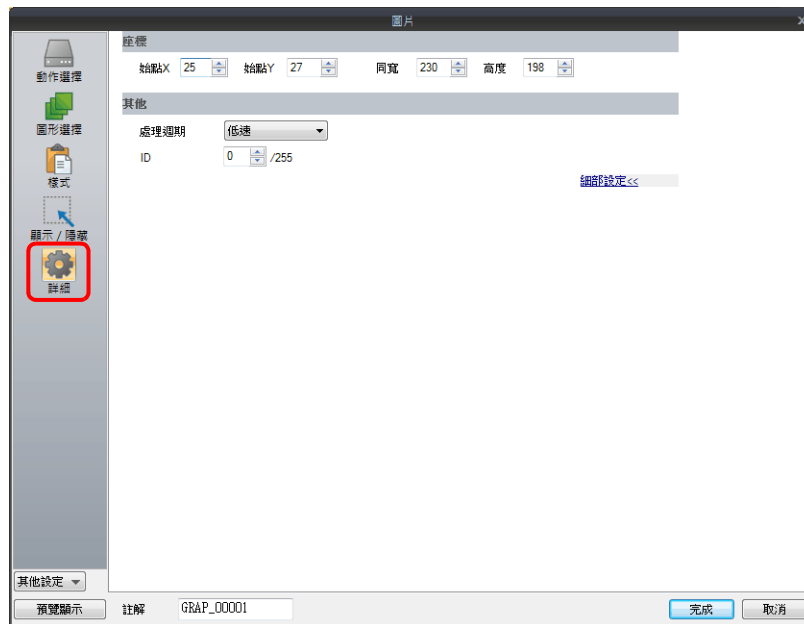 圖片
動作選擇
圖形選擇
樣式
顯示 / 隱藏
詳細
座標
始點X 25 始點Y 27 同寬 230 高度 198
其他
處理週期 低速
ID 0 /255
細部設定<<
其他設定
預覽顯示 註解 GRAP_00001 完成 取消